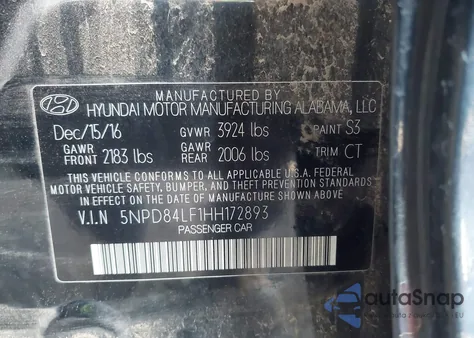 MANUFACTURED BY
HYUNDAI MOTOR MANUFACTURING ALABAMA, LLC
Dec/15/16 GVWR 3924 lbs PAINT S3
GAWR FRONT 2183 lbs GAWR REAR 2006 lbs TRIM CT
THIS VEHICLE CONFORMS TO ALL APPLICABLE U.S.A. FEDERAL
MOTOR VEHICLE SAFETY, BUMPER, AND THEFT PREVENTION STANDARDS
IN EFFECT ON THE DATE OF MANUFACTURE SHOWN ABOVE.
V.I.N 5NPD84LF1HH172893
PASSENGER CAR
autaSnap